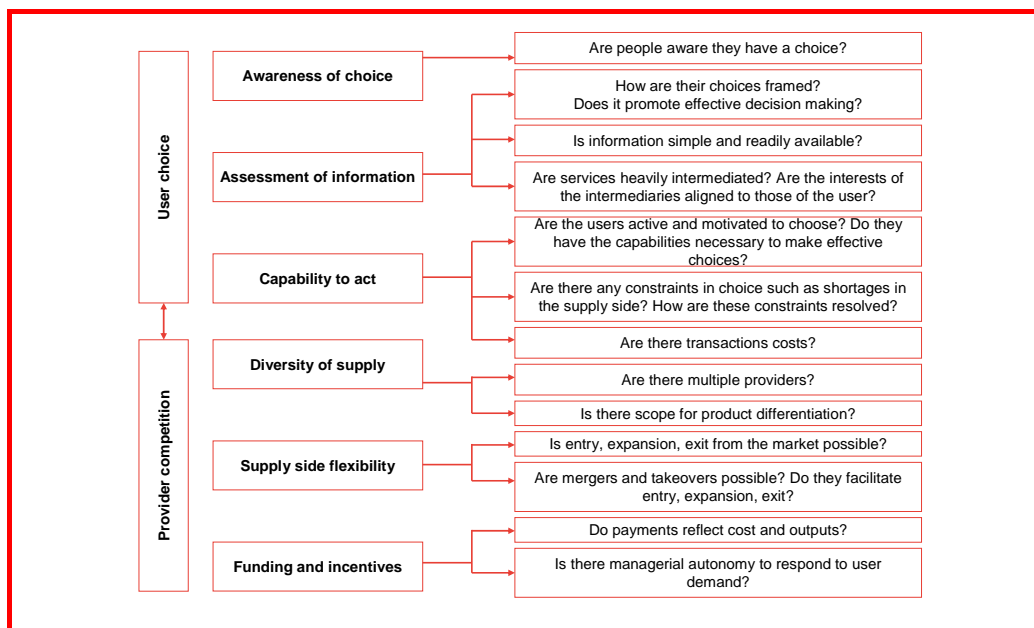 User choice
Awareness of choice
Are people aware they have a choice?
Assessment of information
How are their choices framed?
Does it promote effective decision making?
Is information simple and readily available?
Are services heavily intermediated? Are the interests
of the intermediaries aligned to those of the user?
Capability to act
Are the users active and motivated to choose? Do they
have the capabilities necessary to make effective
choices?
Are there any constraints in choice such as shortages in
the supply side? How are these constraints resolved?
Are there transactions costs?
Provider competition
Diversity of supply
Are there multiple providers?
Is there scope for product differentiation?
Supply side flexibility
Is entry, expansion, exit from the market possible?
Are mergers and takeovers possible? Do they facilitate
entry, expansion, exit?
Funding and incentives
Do payments reflect cost and outputs?
Is there managerial autonomy to respond to user
demand?